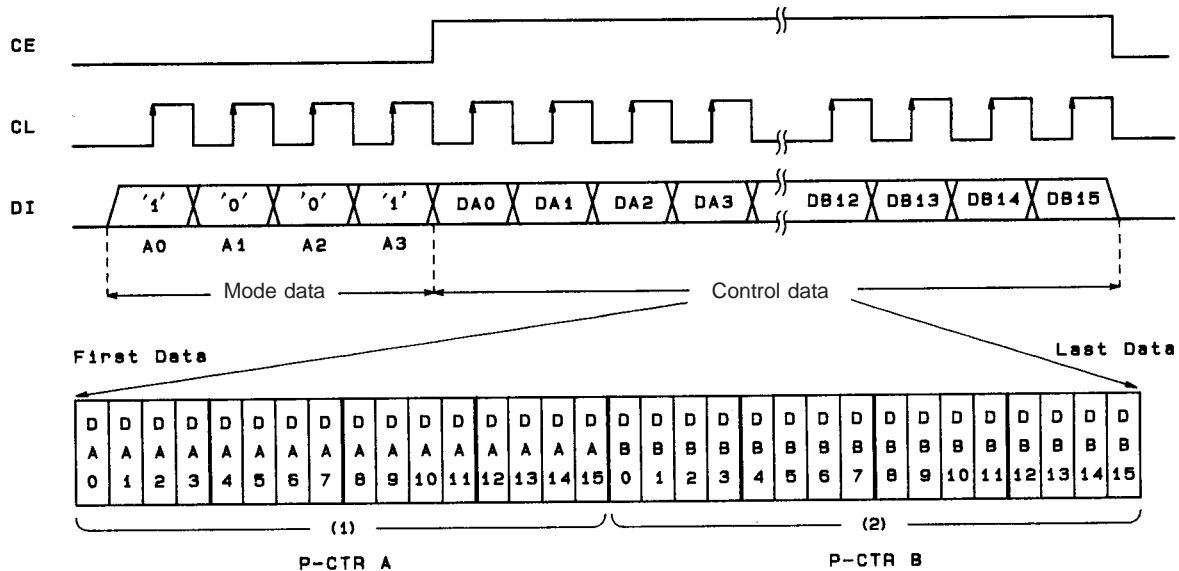 CE
CL
DI '1' '0' '0' '1' DA0 DA1 DA2 DA3 DB12 DB13 DB14 DB15
A0 A1 A2 A3
Mode data Control data
First Data Last Data
D D D D D D D D D D D D D D D D D D D D D D D D D D D D D D D D
A A A A A A A A A A A A A A A A B B B B B B B B B B B B B B B B
0 1 2 3 4 5 6 7 8 9 10 11 12 13 14 15 0 1 2 3 4 5 6 7 8 9 10 11 12 13 14 15
(1) (2)
P-CTR A P-CTR B